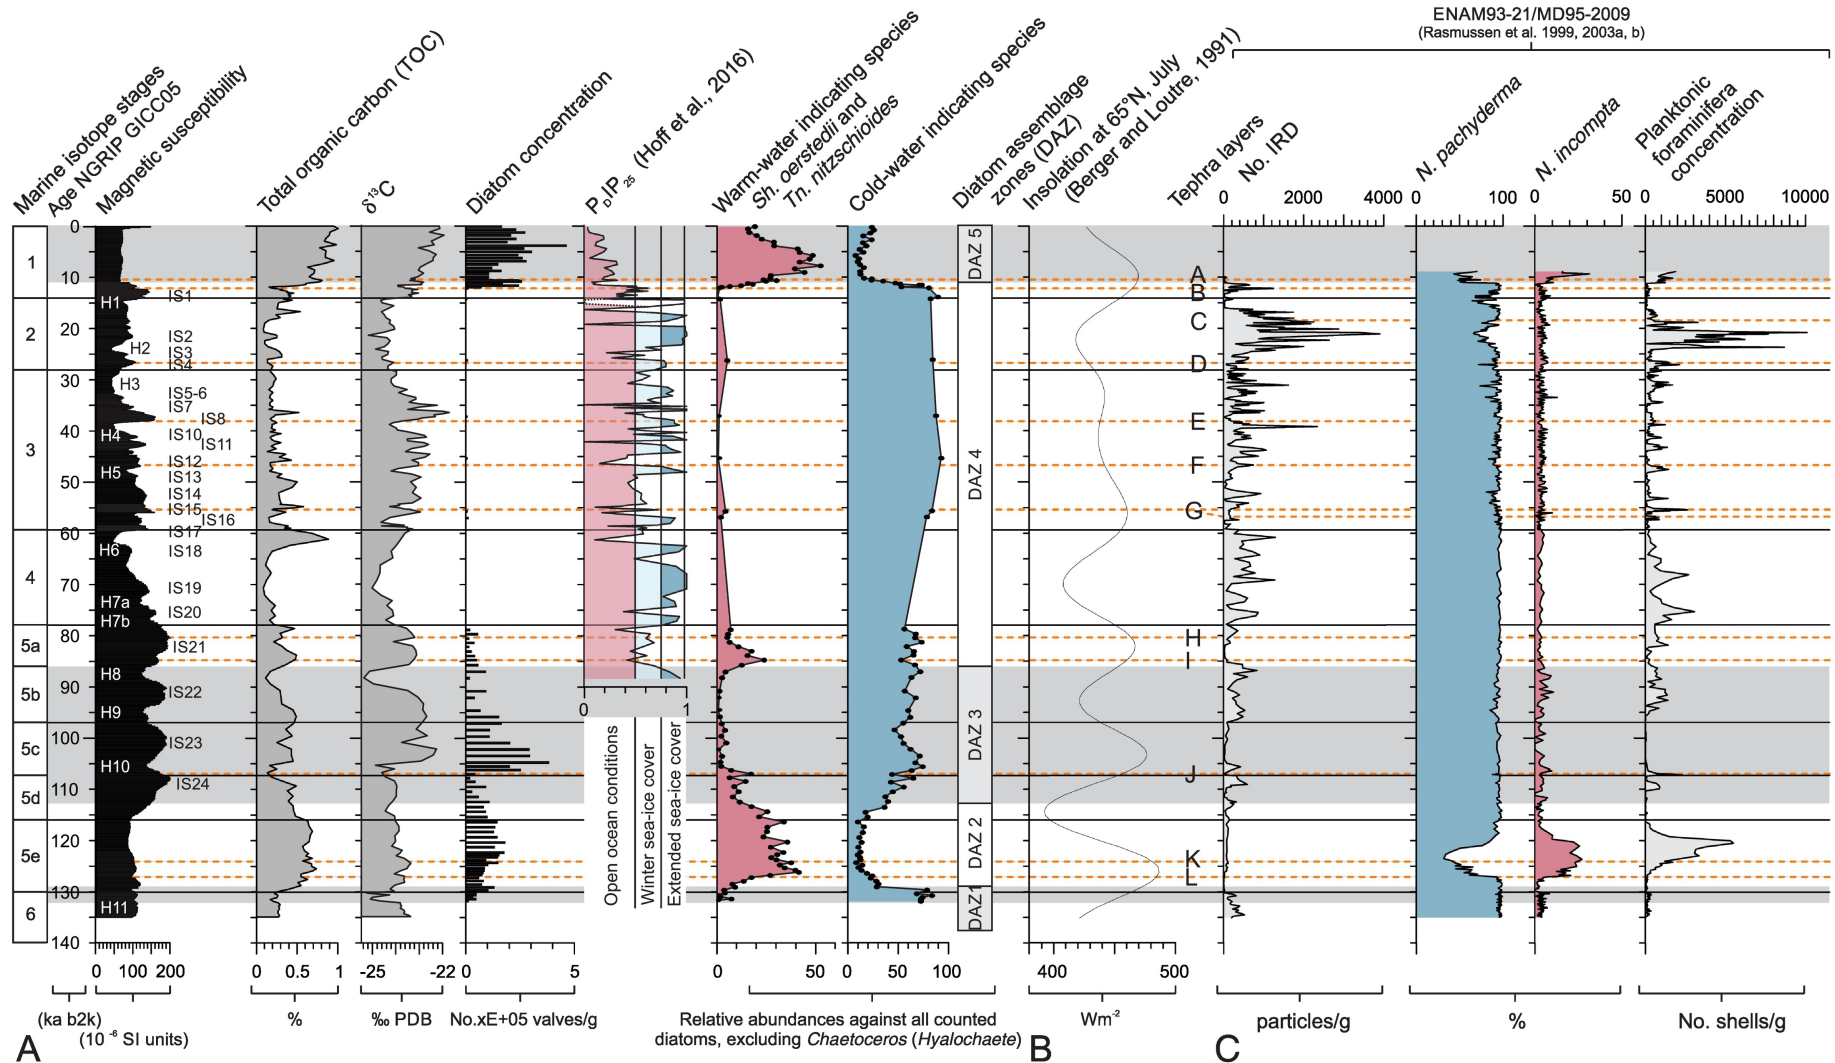 ENAM93-21/MD95-2009
(Rasmussen et al. 1999, 2003a, b)
Marine isotope stages
Age NGRIP GICC05
Magnetic susceptibility
Total organic carbon (TOC)
δ13C
Diatom concentration
PDIP25 (Hoff et al., 2016)
Warm-water indicating species
Sh. oerstedii and
Tn. nitzschioides
Cold-water indicating species
Diatom assemblage
zones (DAZ)
Insolation at 65°N, July
(Berger and Loutre, 1991)
Tephra layers
No. IRD
N. pachyderma
N. incompta
Planktonic
foraminifera
concentration
0 2000 4000
0 100
0 50
0 5000 10000
1
2
3
4
5a
5b
5c
5d
5e
6
0
10
20
30
40
50
60
70
80
90
100
110
120
130
140
H1
H2
H3
H4
H5
H6
H7a
H7b
H8
H9
H10
H11
IS1
IS2
IS3
IS4
IS5-6
IS7
IS8
IS10
IS11
IS12
IS13
IS14
IS15
IS16
IS17
IS18
IS19
IS20
IS21
IS22
IS23
IS24
0 1
Open ocean conditions
Winter sea-ice cover
Extended sea-ice cover
DAZ 5
DAZ 4
DAZ 3
DAZ 2
DAZ1
A
B
C
D
E
F
G
H
I
J
K
L
0 100 200
0 0.5 1
-25 -22
0 5
0 50
0 50 100
400 500
(ka b2k)
(10-6 SI units)
%
‰ PDB
No.xE+05 valves/g
Relative abundances against all counted
diatoms, excluding Chaetoceros (Hyalochaete)
Wm-2
particles/g
%
No. shells/g
A
B
C